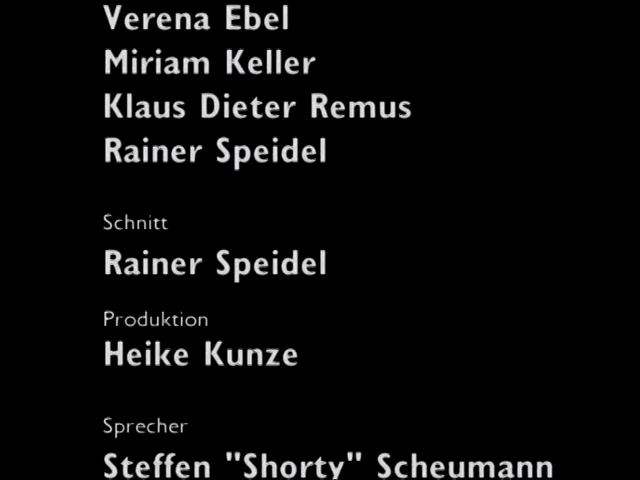 Verena Ebel
Miriam Keller
Klaus Dieter Remus
Rainer Speidel
Schnitt
Rainer Speidel
Produktion
Heike Kunze
Sprecher
Steffen "Shorty" Scheumann